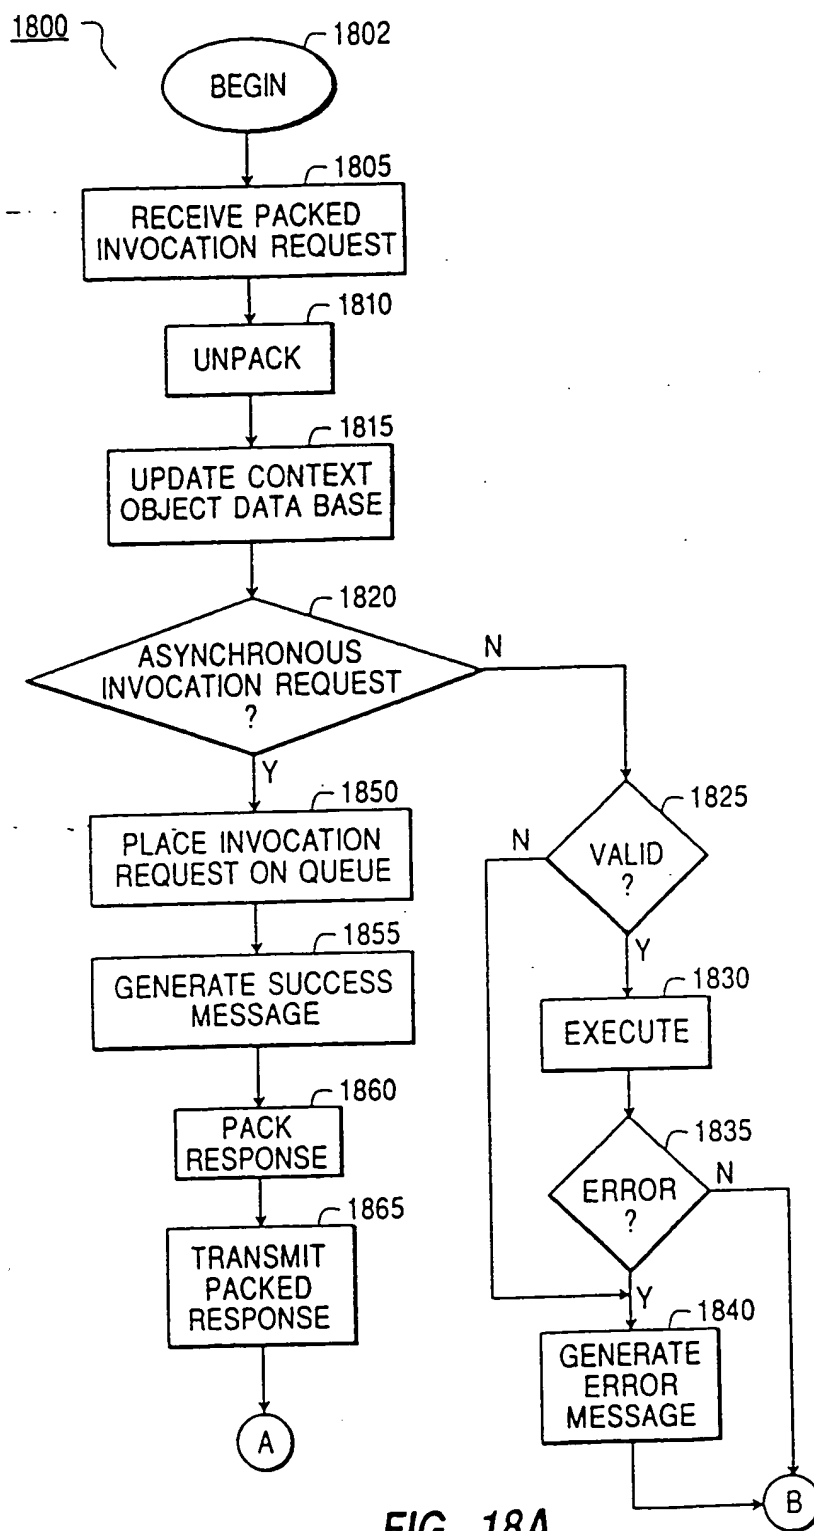 1800
1802
BEGIN
1805
RECEIVE PACKED
INVOCATION REQUEST
1810
UNPACK
1815
UPDATE CONTEXT
OBJECT DATA BASE
1820
ASYNCHRONOUS
INVOCATION REQUEST
?
N
Y
1850
PLACE INVOCATION
REQUEST ON QUEUE
1855
GENERATE SUCCESS
MESSAGE
1860
PACK
RESPONSE
1865
TRANSMIT
PACKED
RESPONSE
A
1825
VALID
?
N
Y
1830
EXECUTE
1835
ERROR
?
N
Y
1840
GENERATE
ERROR
MESSAGE
B
FIG. 18A